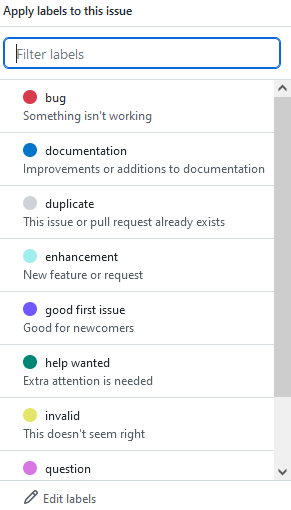 Apply labels to this issue
Filter labels
bug
Something isn't working
documentation
Improvements or additions to documentation
duplicate
This issue or pull request already exists
enhancement
New feature or request
good first issue
Good for newcomers
help wanted
Extra attention is needed
invalid
This doesn't seem right
question
Edit labels